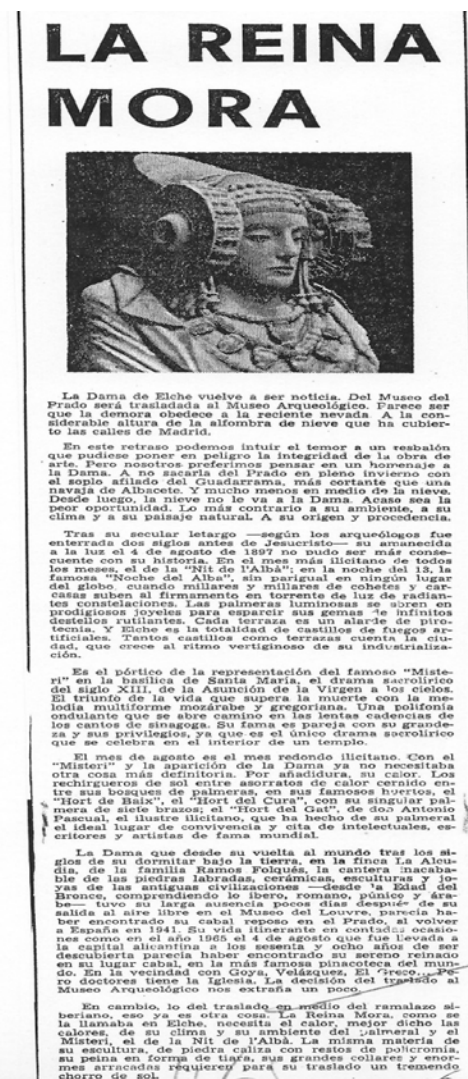 LA REINA
MORA
La Dama de Elche vuelve a ser noticia. Del Museo del
Prado será trasladada al Museo Arqueológico. Parece ser
que la demora obedece a la reciente nevada. A la con-
siderable altura de la alfombra de nieve que ha cubier-
to las calles de Madrid.
En este retraso podemos intuir el temor a un resbalón
que pudiese poner en peligro la integridad de la obra de
arte. Pero nosotros preferimos pensar en un homenaje a
la Dama. A no sacarla del Prado en pleno invierno con
el soplo afilado del Guadarrama, más cortante que una
navaja de Albacete. Y mucho menos en medio de la nieve.
Desde luego, la nieve no le va a la Dama. Acaso sea la
peor oportunidad. Lo más contrario a su ambiente, a su
clima y a su paisaje natural. A su origen y procedencia.
Tras su secular letargo —según los arqueólogos fue
enterrada dos siglos antes de Jesucristo— su amanecida
a la luz el 4 de agosto de 1897 no pudo ser más conse-
cuente con su historia. En el mes más ilicitano de todos
los meses, el de la "Nit de l'Albà"; en la noche del 13, la
famosa "Noche del Alba", sin parigual en ningún lugar
del globo, cuando millares y millares de cohetes y car-
casas suben al firmamento en torrente de luz de radian-
tes constelaciones. Las palmeras luminosas se abren en
prodigiosos joyeles para esparcir sus gemas de infinitos
destellos rutilantes. Cada terraza es un alarde de piro-
tecnia. Y Elche es la totalidad de castillos de fuegos ar-
tificiales. Tantos castillos como terrazas cuenta la ciu-
dad, que crece al ritmo vertiginoso de su industrializa-
ción.
Es el pórtico de la representación del famoso "Miste-
ri" en la basílica de Santa María, el drama sacrolírico
del siglo XIII, de la Asunción de la Virgen a los cielos.
El triunfo de la vida que supera la muerte con la me-
lodía multiforme mozárabe y gregoriana. Una polifonía
ondulante que se abre camino en las lentas cadencias de
los cantos de sinagoga. Su fama es pareja con su grande-
za y sus privilegios, ya que es el único drama sacrolírico
que se celebra en el interior de un templo.
El mes de agosto es el mes redondo ilicitano. Con el
"Misteri" y la aparición de la Dama ya no necesitaba
otra cosa más definitoria. Por añadidura, su calor. Los
rechirgueros de sol entre asorratos de calor cernido en-
tre sus bosques de palmeras, en sus famosos huertos, el
"Hort de Baix", el "Hort del Cura", con su singular pal-
mera de siete brazos; el "Hort del Gat", de don Antonio
Pascual, el ilustre ilicitano, que ha hecho de su palmeral
el ideal lugar de convivencia y cita de intelectuales, es-
critores y artistas de fama mundial.
La Dama que desde su vuelta al mundo tras los si-
glos de su dormitar bajo la tierra, en la finca La Alcu-
dia, de la familia Ramos Folqués, la cantera inacaba-
ble de las piedras labradas, cerámicas, esculturas y jo-
yas de las antiguas civilizaciones —desde la Edad del
Bronce, comprendiendo lo ibero, romano, púnico y ára-
be— tuvo su larga ausencia pocos días después de su
salida al aire libre en el Museo del Louvre, parecía ha-
ber encontrado su cabal reposo en el Prado, al volver
a España en 1941. Su vida itinerante en contadas ocasio-
nes como en el año 1965 el 4 de agosto que fue llevada a
la capital alicantina a los sesenta y ocho años de ser
descubierta parecía haber encontrado su sereno reinado
en su lugar cabal, en la más famosa pinacoteca del mun-
do. En la vecindad con Goya, Velázquez, El Greco... Pe-
ro doctores tiene la Iglesia. La decisión del traslado al
Museo Arqueológico nos extraña un poco.
En cambio, lo del traslado en medio del ramalazo si-
beriano, eso ya es otra cosa. La Reina Mora, como se
la llamaba en Elche, necesita el calor, mejor dicho las
calores, de su clima y su ambiente del palmeral y el
Misteri, el de la Nit de l'Albà. La misma materia de
su escultura, de piedra caliza con restos de policromía,
su peina en forma de tiara, sus grandes collares y enor-
mes arracadas requieren para su traslado un tremendo
chorro de sol.